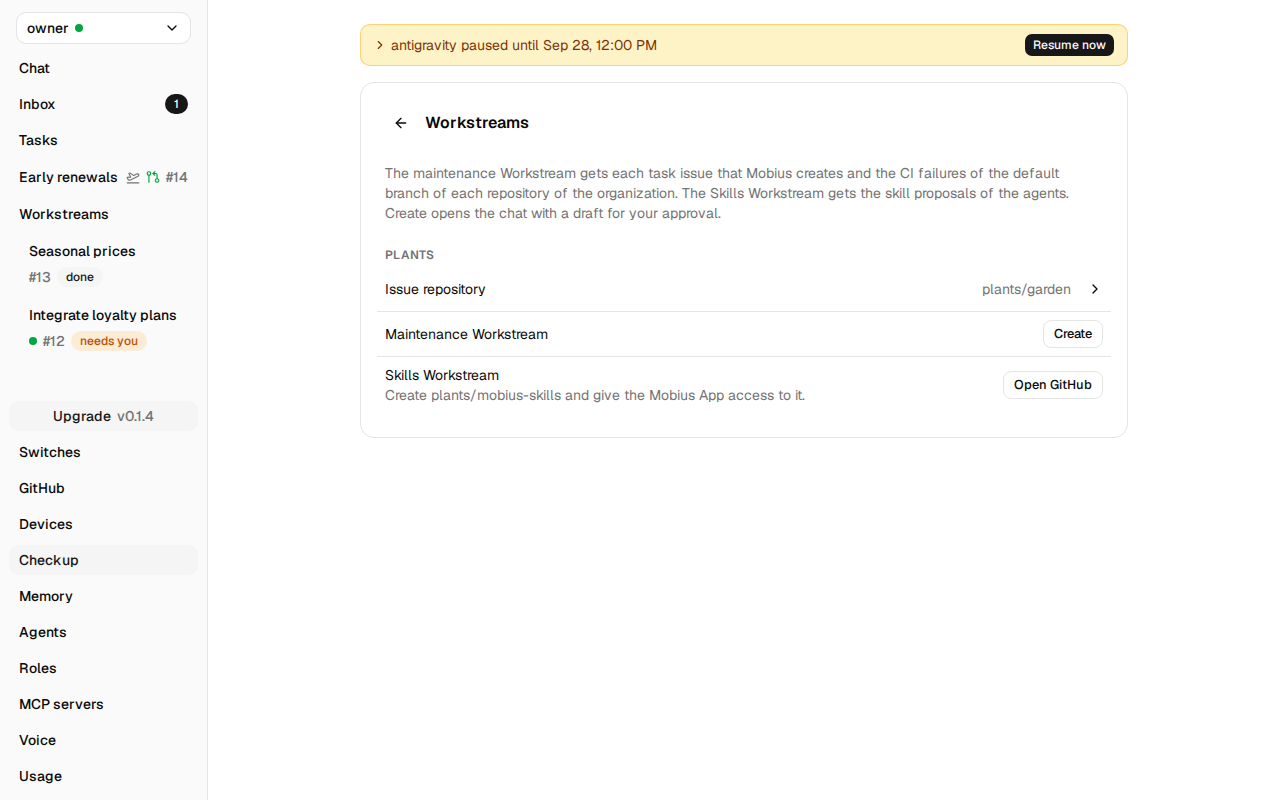 owner
Chat
Inbox 1
Tasks
Early renewals #14
Workstreams
Seasonal prices
#13 done
Integrate loyalty plans
#12 needs you
Upgrade v0.1.4
Switches
GitHub
Devices
Checkup
Memory
Agents
Roles
MCP servers
Voice
Usage
antigravity paused until Sep 28, 12:00 PM
Resume now
Workstreams
The maintenance Workstream gets each task issue that Mobius creates and the CI failures of the default
branch of each repository of the organization. The Skills Workstream gets the skill proposals of the agents.
Create opens the chat with a draft for your approval.
PLANTS
Issue repository plants/garden
Maintenance Workstream Create
Skills Workstream
Create plants/mobius-skills and give the Mobius App access to it.
Open GitHub